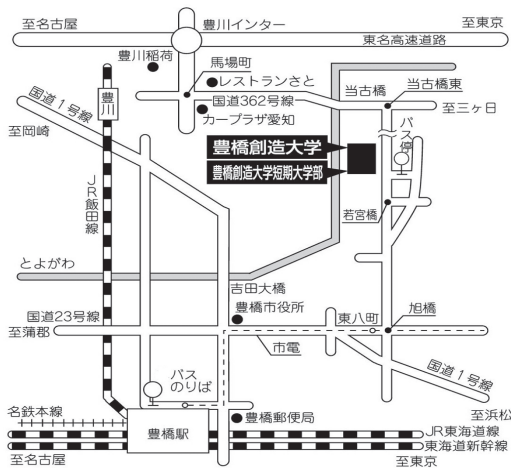 至名古屋
豊川インター
至東京
東名高速道路
豊川稲荷
馬場町
レストランさと
国道362号線
カープラザ愛知
当古橋
当古橋東
至三ヶ日
国道1号線
至岡崎
豊川
JR飯田線
豊橋創造大学
豊橋創造大学短期大学部
バス停
若宮橋
とよがわ
吉田大橋
豊橋市役所
国道23号線
至蒲郡
東八町
旭橋
市電
国道1号線
至浜松
バス
のりば
名鉄本線
豊橋駅
豊橋郵便局
JR東海道線
東海道新幹線
至名古屋
至東京